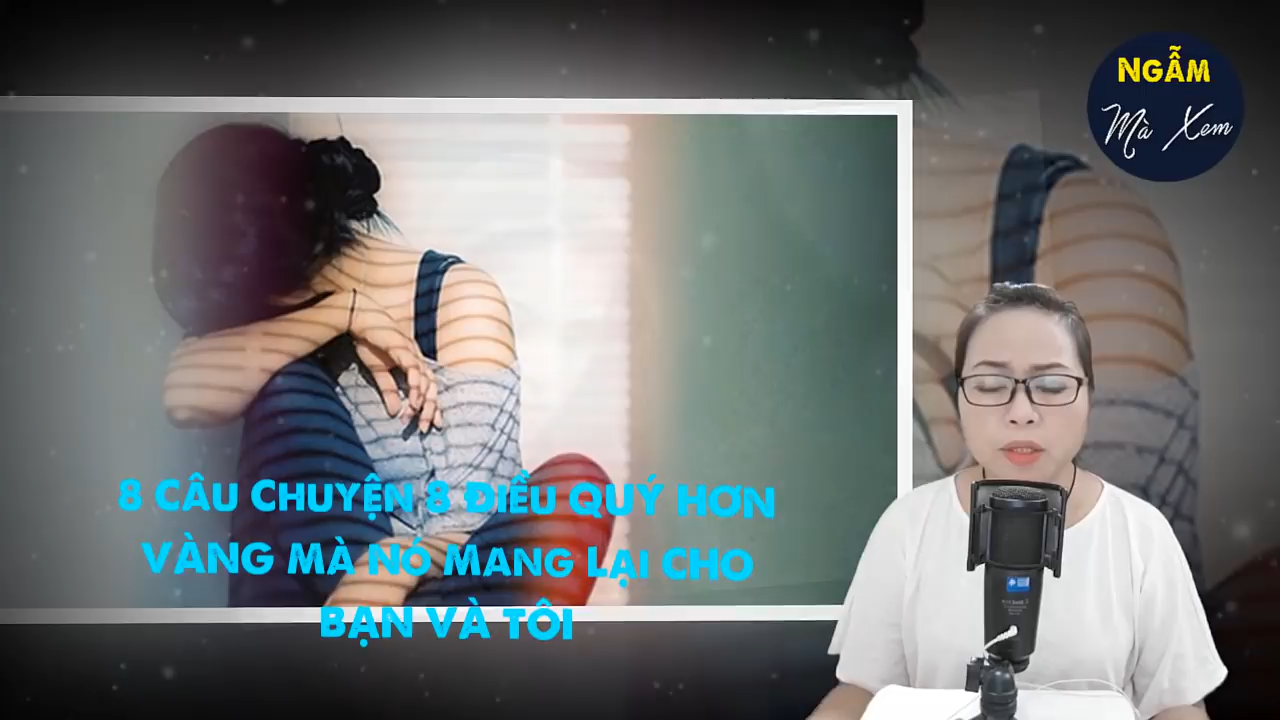 NGẪM
Mà Xem
8 CÂU CHUYỆN 8 ĐIỀU QUÝ HƠN
VÀNG MÀ NÓ MANG LẠI CHO
BẠN VÀ TÔI